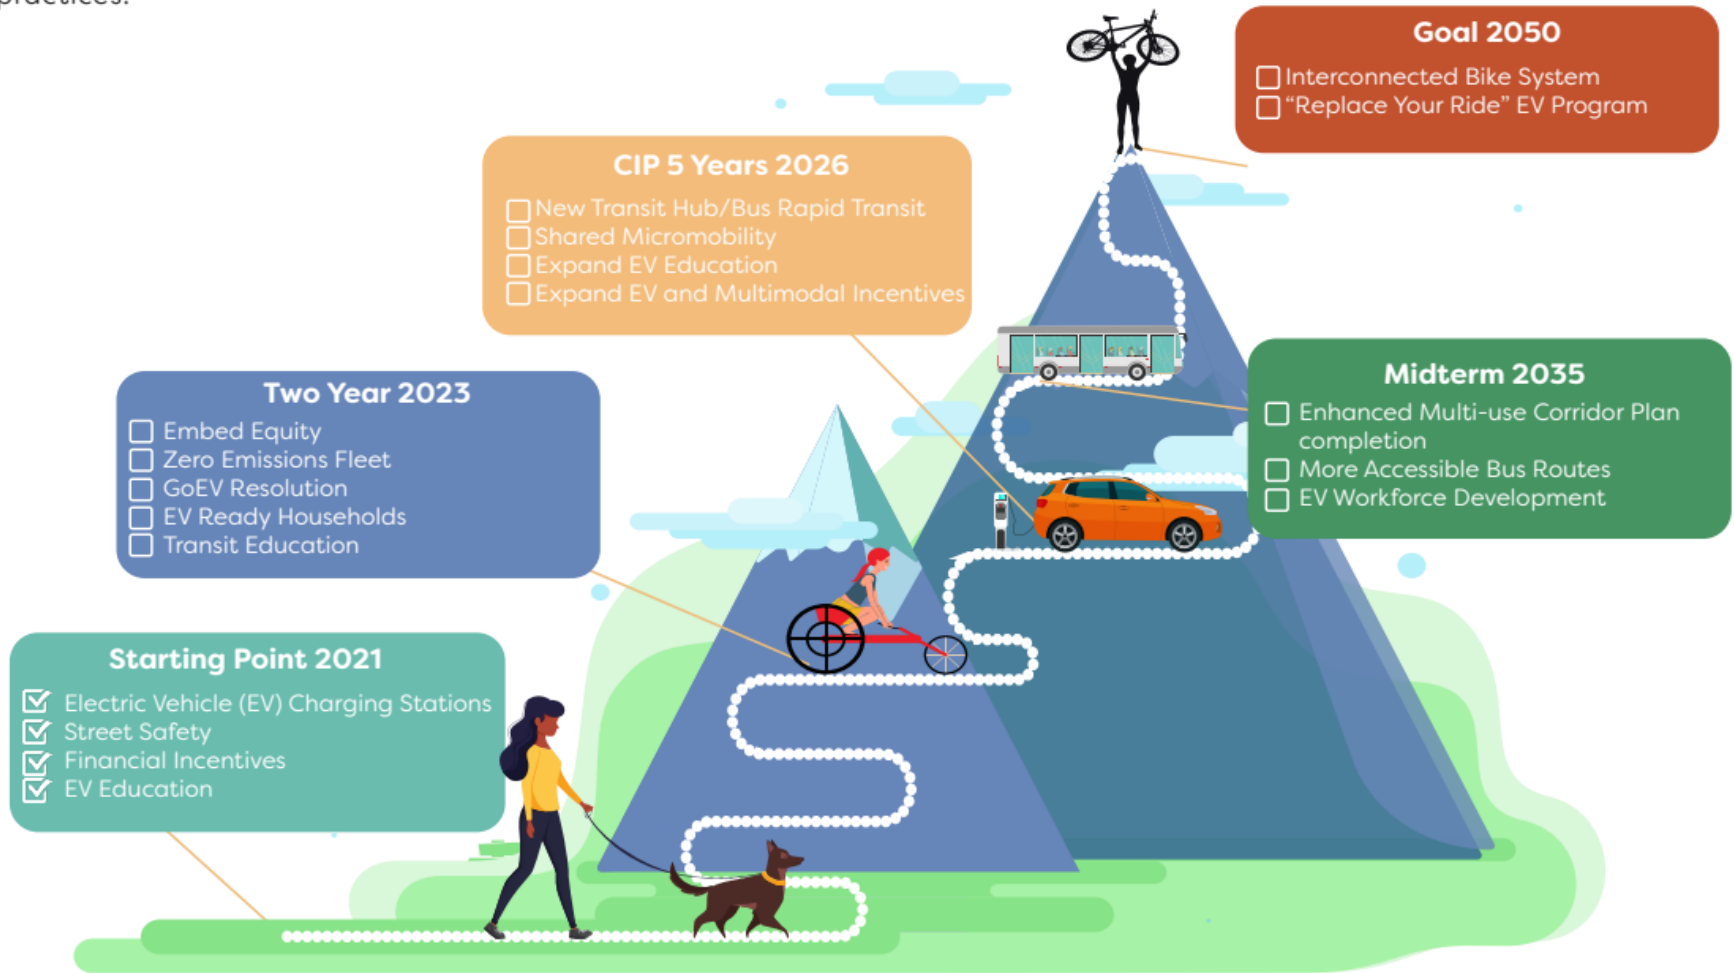 practices.
Goal 2050
Interconnected Bike System
“Replace Your Ride” EV Program
CIP 5 Years 2026
New Transit Hub/Bus Rapid Transit
Shared Micromobility
Expand EV Education
Expand EV and Multimodal Incentives
Midterm 2035
Enhanced Multi-use Corridor Plan
completion
More Accessible Bus Routes
EV Workforce Development
Two Year 2023
Embed Equity
Zero Emissions Fleet
GoEV Resolution
EV Ready Households
Transit Education
Starting Point 2021
Electric Vehicle (EV) Charging Stations
Street Safety
Financial Incentives
EV Education